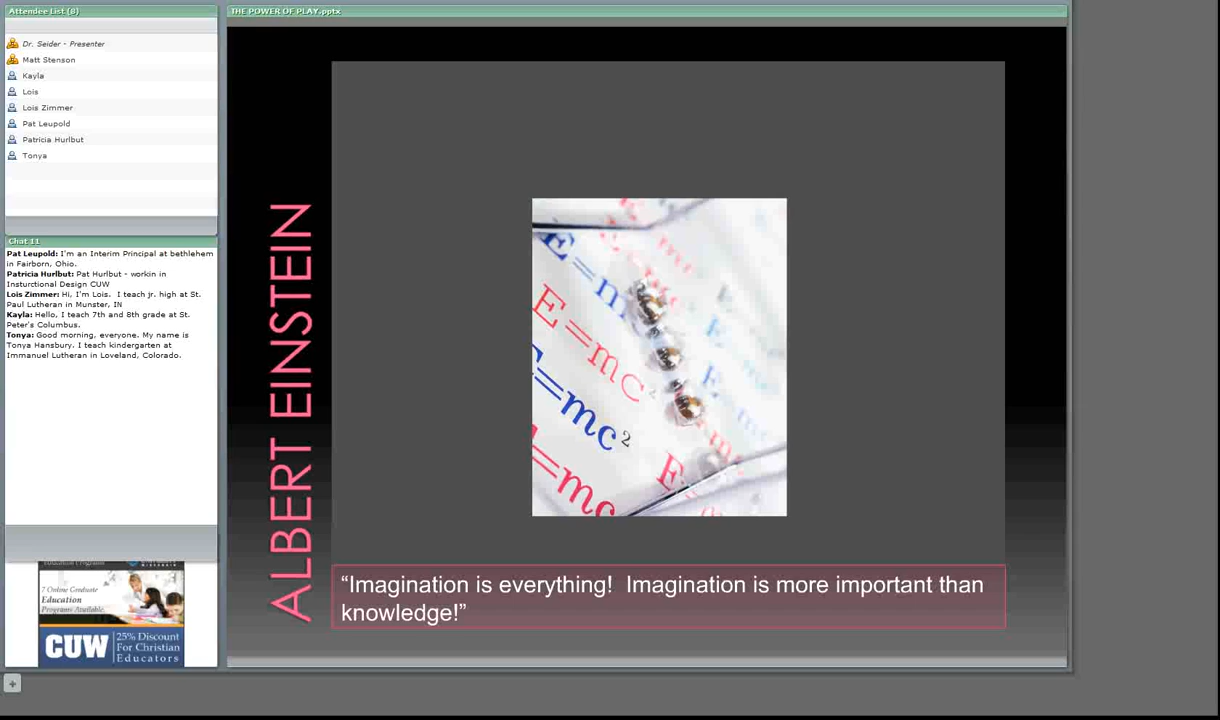 Attendee List (8)
Dr. Seider - Presenter
Matt Stenson
Kayla
Lois
Lois Zimmer
Pat Leupold
Patricia Hurlbut
Tonya
Chat 11
Pat Leupold: I'm an Interim Principal at bethlehem
in Fairborn, Ohio.
Patricia Hurlbut: Pat Hurlbut - workin in
Insturctional Design CUW
Lois Zimmer: Hi, I'm Lois. I teach jr. high at St.
Paul Lutheran in Munster, IN
Kayla: Hello, I teach 7th and 8th grade at St.
Peter's Columbus.
Tonya: Good morning, everyone. My name is
Tonya Hansbury. I teach kindergarten at
Immanuel Lutheran in Loveland, Colorado.
Education Programs
7 Online Graduate
Education
Programs Available.
CUW
25% Discount
For Christian
Educators
THE POWER OF PLAY.pptx
ALBERT EINSTEIN
E=m
E=mc²
E=mc²
=mc
E
“Imagination is everything! Imagination is more important than
knowledge!”